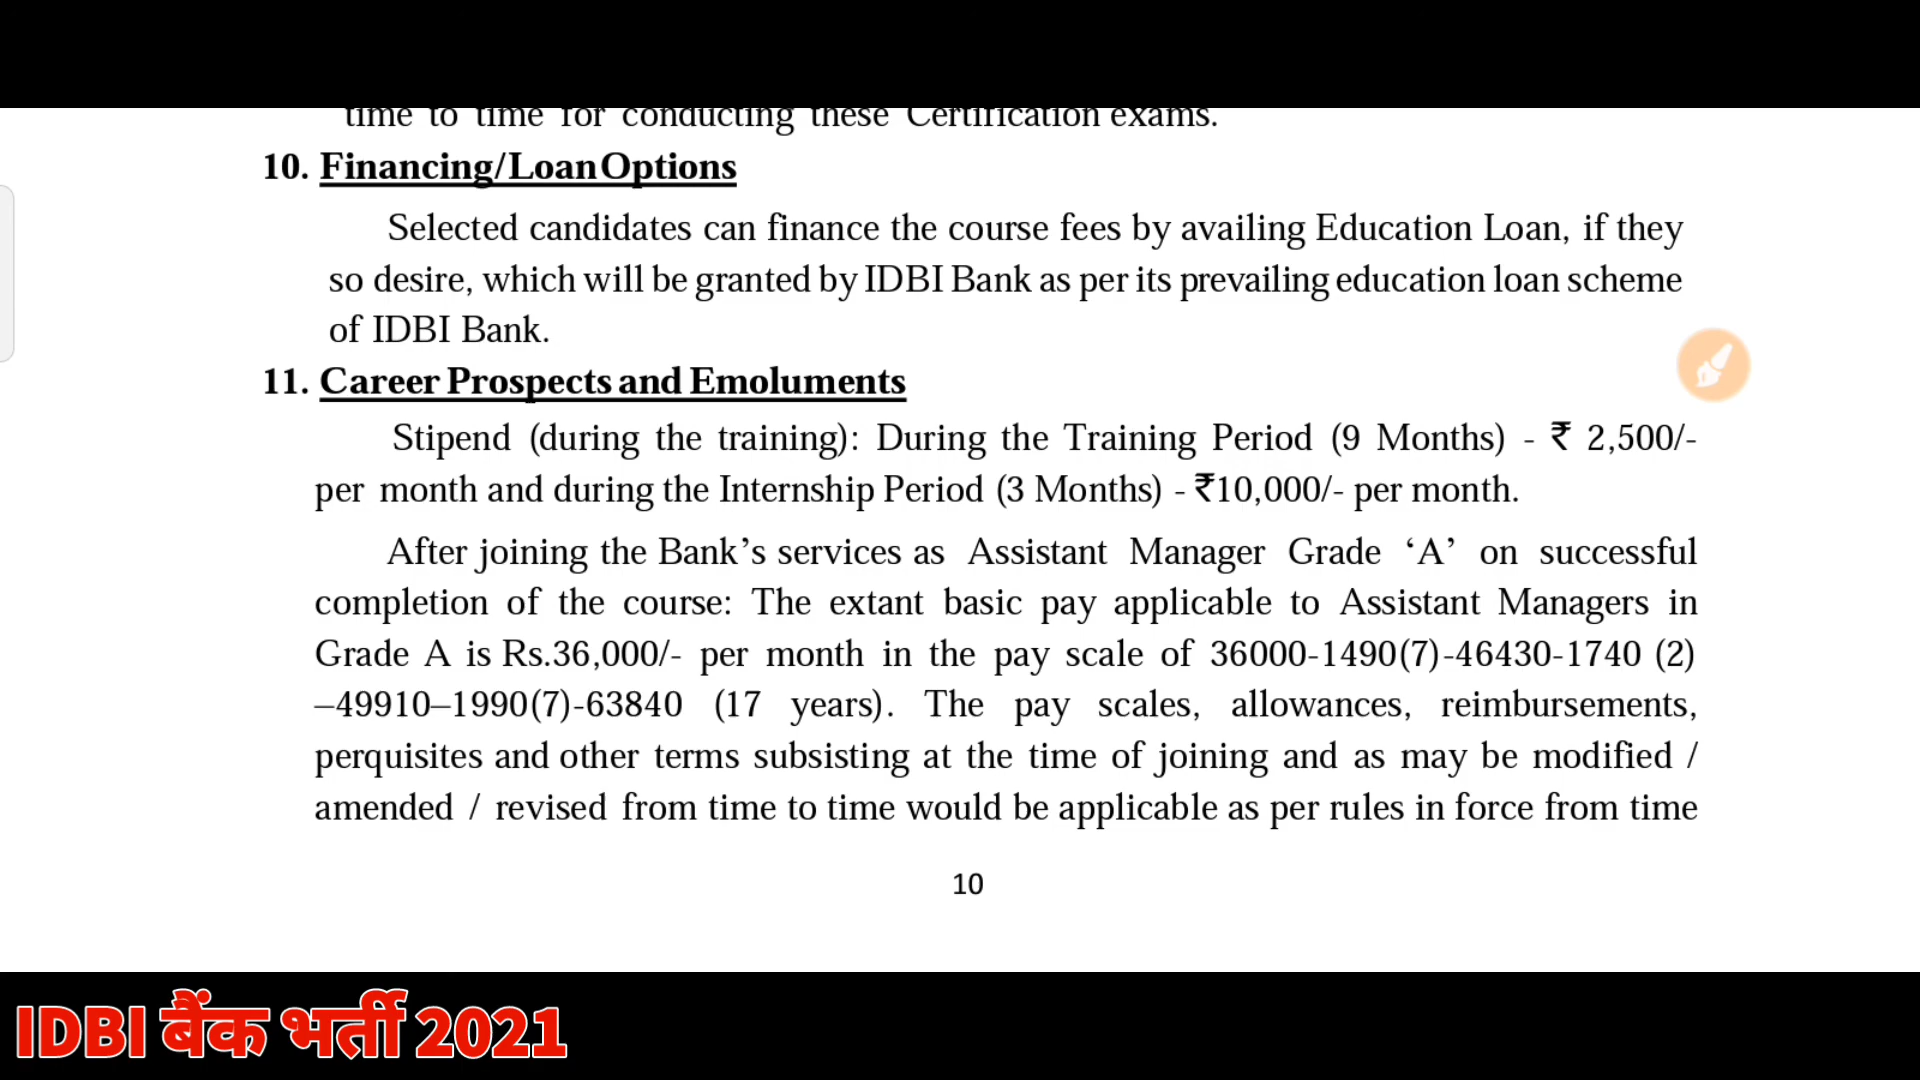 time to time for conducting these Certification exams.
10. Financing/Loan Options
Selected candidates can finance the course fees by availing Education Loan, if they
so desire, which will be granted by IDBI Bank as per its prevailing education loan scheme
of IDBI Bank.
11. Career Prospects and Emoluments
Stipend (during the training): During the Training Period (9 Months) - ₹ 2,500/-
per month and during the Internship Period (3 Months) - ₹10,000/- per month.
After joining the Bank’s services as Assistant Manager Grade ‘A’ on successful
completion of the course: The extant basic pay applicable to Assistant Managers in
Grade A is Rs.36,000/- per month in the pay scale of 36000-1490(7)-46430-1740 (2)
–49910–1990(7)-63840 (17 years). The pay scales, allowances, reimbursements,
perquisites and other terms subsisting at the time of joining and as may be modified /
amended / revised from time to time would be applicable as per rules in force from time
10
IDBI बैंक भर्ती 2021